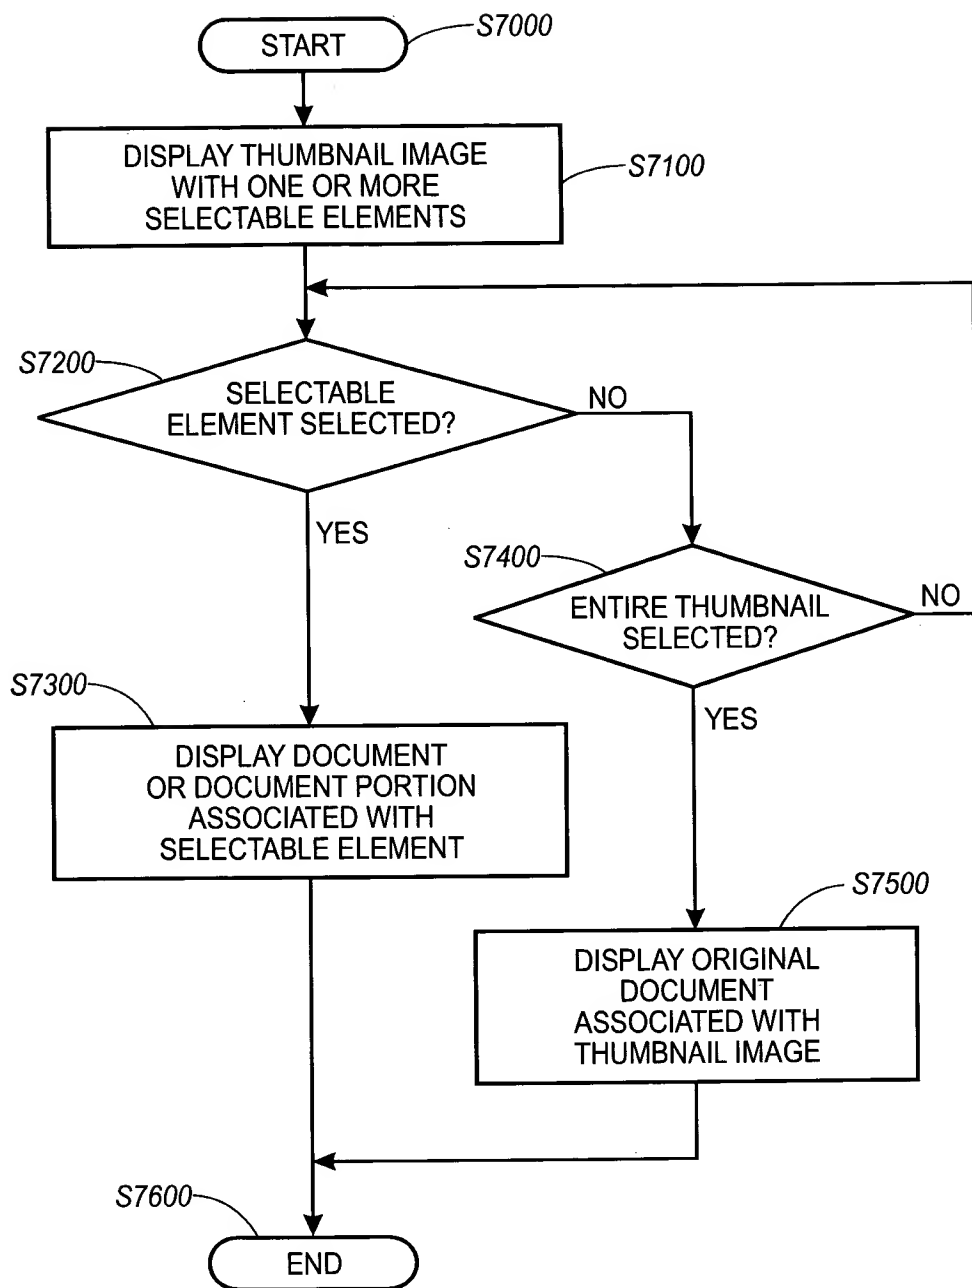 START
S7000
DISPLAY THUMBNAIL IMAGE
WITH ONE OR MORE
SELECTABLE ELEMENTS
S7100
S7200
SELECTABLE
ELEMENT SELECTED?
NO
YES
S7400
ENTIRE THUMBNAIL
SELECTED?
NO
YES
S7300
DISPLAY DOCUMENT
OR DOCUMENT PORTION
ASSOCIATED WITH
SELECTABLE ELEMENT
S7500
DISPLAY ORIGINAL
DOCUMENT
ASSOCIATED WITH
THUMBNAIL IMAGE
S7600
END